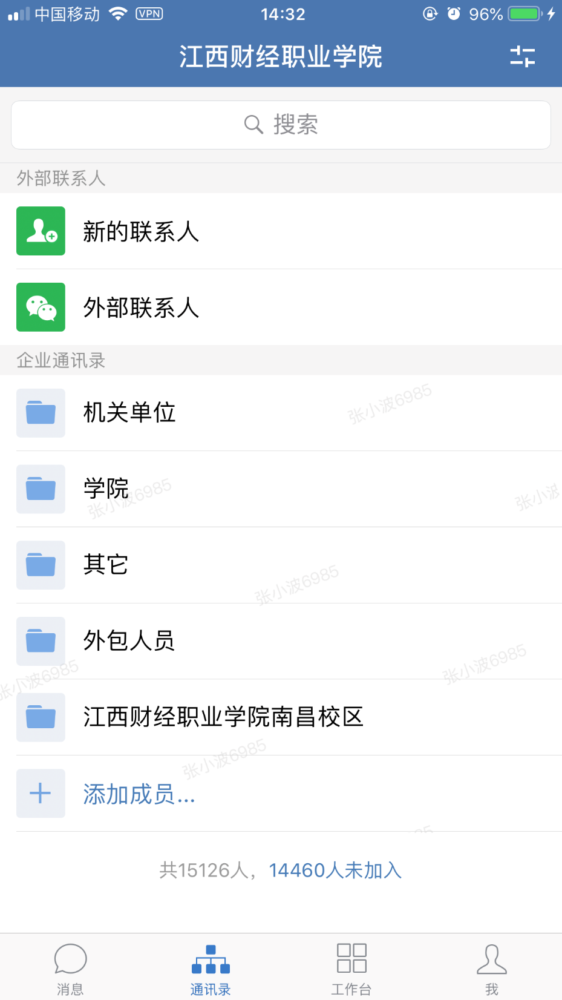 中国移动 VPN 14:32 96%
江西财经职业学院
搜索
外部联系人
新的联系人
外部联系人
企业通讯录
机关单位
张小波6985
学院
张小波6985
张小波
其它
张小波6985
外包人员
张小波6985
张小波6985
江西财经职业学院南昌校区
张小波6985
添加成员...
共15126人，14460人未加入
消息 通讯录 工作台 我